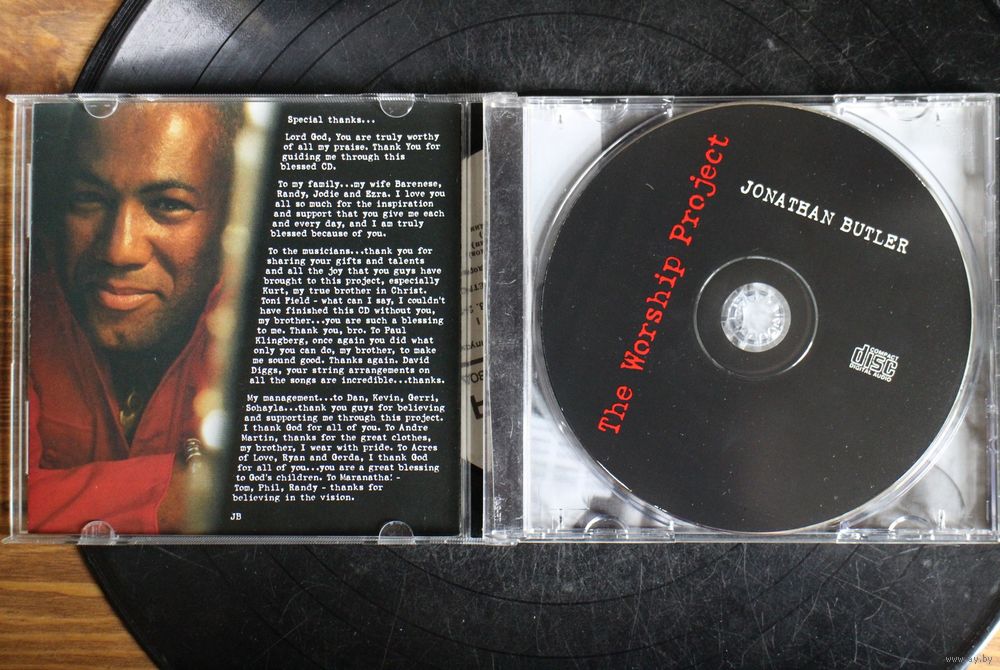 Special thanks...
Lord God, You are truly worthy
of all my praise. Thank You for
guiding me through this
blessed CD.
To my family...my wife Barenese,
Randy, Jodie and Ezra. I love you
all so much for the inspiration
and support that you give me each
and every day, and I am truly
blessed because of you.
To the musicians...thank you for
sharing your gifts and talents
and all the joy that you guys have
brought to this project, especially
Kurt, my true brother in Christ.
Toni Field - what can I say, I couldn't
have finished this CD without you,
my brother...you are such a blessing
to me. Thank you, bro. To Paul
Klingberg, once again you did what
only you can do, my brother, to make
me sound good. Thanks again. David
Diggs, your string arrangements on
all the songs are incredible...thanks.
My management...to Dan, Kevin, Gerri,
Sohayla...thank you guys for believing
and supporting me through this project.
I thank God for all of you. To Andre
Martin, thanks for the great clothes,
my brother, I wear with pride. To Acres
of Love, Ryan and Gerda, I thank God
for all of you...you are a great blessing
to God's children. To Maranatha! -
Tom, Phil, Randy - thanks for
believing in the vision.
JB
The Worship Project
JONATHAN BUTLER
COMPACT
disc
DIGITAL AUDIO
www.ay.by